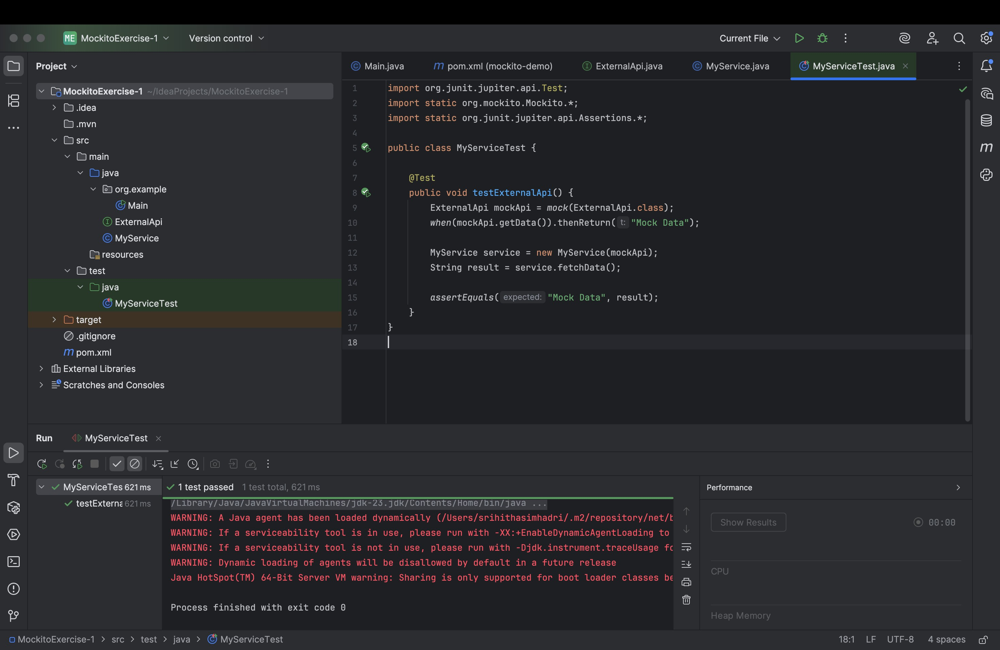 ME MockitoExercise-1 Version control Current File
Project
MockitoExercise-1 ~/IdeaProjects/MockitoExercise-1
.idea
.mvn
src
main
java
org.example
Main
ExternalApi
MyService
resources
test
java
MyServiceTest
target
.gitignore
pom.xml
External Libraries
Scratches and Consoles
Main.java pom.xml (mockito-demo) ExternalApi.java MyService.java MyServiceTest.java
1 import org.junit.jupiter.api.Test;
2 import static org.mockito.Mockito.*;
3 import static org.junit.jupiter.api.Assertions.*;
4
5 public class MyServiceTest {
6
7 @Test
8 public void testExternalApi() {
9 ExternalApi mockApi = mock(ExternalApi.class);
10 when(mockApi.getData()).thenReturn( t: "Mock Data");
11
12 MyService service = new MyService(mockApi);
13 String result = service.fetchData();
14
15 assertEquals( expected: "Mock Data", result);
16 }
17 }
18
Run MyServiceTest
MyServiceTes 621 ms
testExterna 621 ms
1 test passed 1 test total, 621 ms
/Library/Java/JavaVirtualMachines/jdk-23.jdk/Contents/Home/bin/java ...
WARNING: A Java agent has been loaded dynamically (/Users/srihithasimhadri/.m2/repository/net/b
WARNING: If a serviceability tool is in use, please run with -XX:+EnableDynamicAgentLoading to
WARNING: If a serviceability tool is not in use, please run with -Djdk.instrument.traceUsage fo
WARNING: Dynamic loading of agents will be disallowed by default in a future release
Java HotSpot(TM) 64-Bit Server VM warning: Sharing is only supported for boot loader classes be
Process finished with exit code 0
Performance
Show Results 00:00
CPU
Heap Memory
MockitoExercise-1 > src > test > java > MyServiceTest 18:1 LF UTF-8 4 spaces